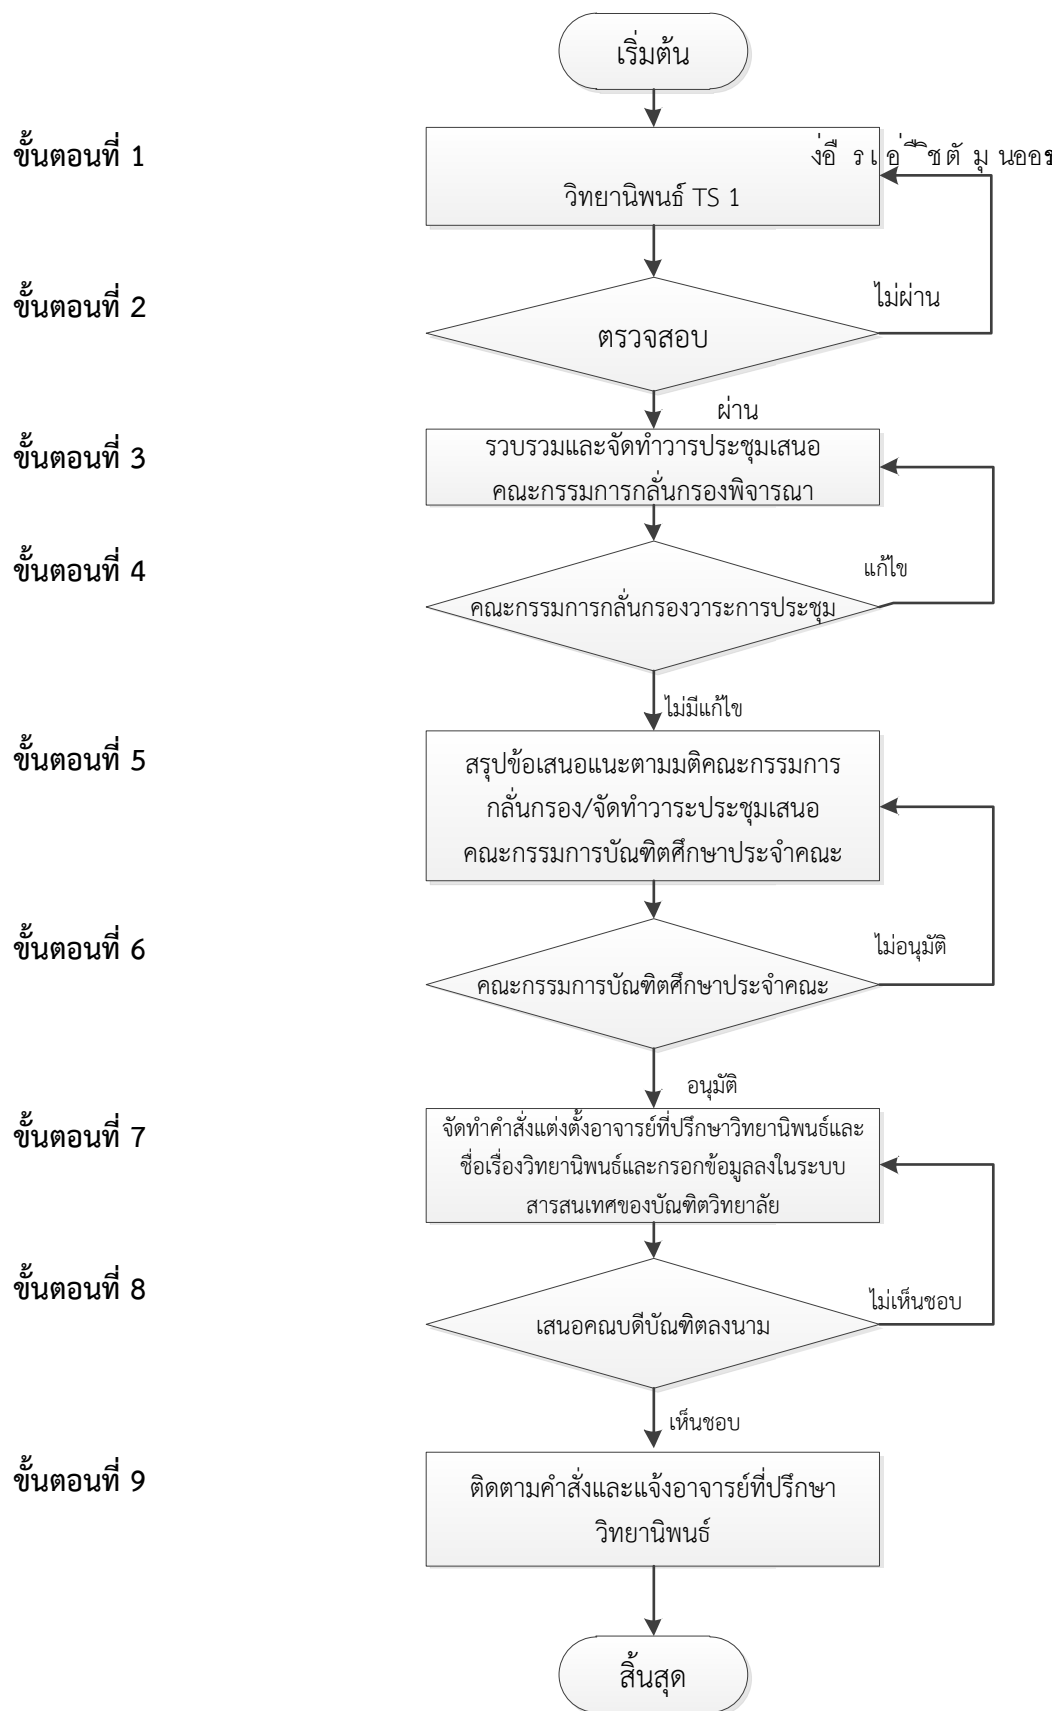 เริ่มต้น
ขั้นตอนที่ 1
วิทยานิพนธ์ TS 1
ขั้นตอนที่ 2
ไม่ผ่าน
ตรวจสอบ
ผ่าน
ขั้นตอนที่ 3
รวบรวมและจัดทำวารประชุมเสนอ
คณะกรรมการกลั่นกรองพิจารณา
ขั้นตอนที่ 4
แก้ไข
คณะกรรมการกลั่นกรองวาระการประชุม
ไม่มีแก้ไข
ขั้นตอนที่ 5
สรุปข้อเสนอแนะตามมติคณะกรรมการ
กลั่นกรอง/จัดทำวาระประชุมเสนอ
คณะกรรมการบัณฑิตศึกษาประจำคณะ
ขั้นตอนที่ 6
ไม่อนุมัติ
คณะกรรมการบัณฑิตศึกษาประจำคณะ
อนุมัติ
ขั้นตอนที่ 7
จัดทำคำสั่งแต่งตั้งอาจารย์ที่ปรึกษาวิทยานิพนธ์และ
ชื่อเรื่องวิทยานิพนธ์และกรอกข้อมูลลงในระบบ
สารสนเทศของบัณฑิตวิทยาลัย
ขั้นตอนที่ 8
ไม่เห็นชอบ
เสนอคณบดีบัณฑิตลงนาม
เห็นชอบ
ขั้นตอนที่ 9
ติดตามคำสั่งและแจ้งอาจารย์ที่ปรึกษา
วิทยานิพนธ์
สิ้นสุด